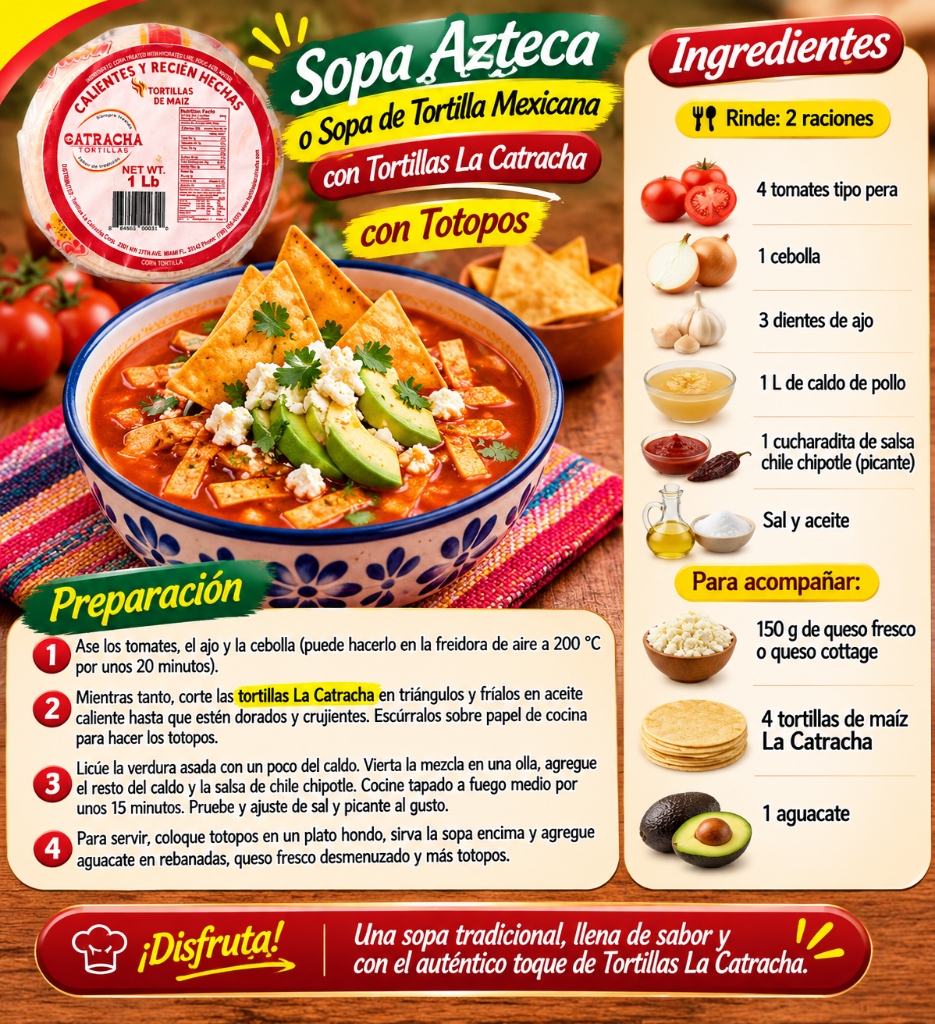 CALIENTES Y RECIÉN HECHAS
TORTILLAS
DE MAIZ
Nutrition Facts
Siempre frescas
CATRACHA
TORTILLAS
NET WT.
1 Lb
CORN TORTILLA
Sopa Azteca
o Sopa de Tortilla Mexicana
con Tortillas La Catracha
con Totopos
Ingredientes
Rinde: 2 raciones
4 tomates tipo pera
1 cebolla
3 dientes de ajo
1 L de caldo de pollo
1 cucharadita de salsa
chile chipotle (picante)
Sal y aceite
Para acompañar:
150 g de queso fresco
o queso cottage
4 tortillas de maíz
La Catracha
1 aguacate
Preparación
1 Ase los tomates, el ajo y la cebolla (puede hacerlo en la freidora de aire a 200 °C
por unos 20 minutos).
2 Mientras tanto, corte las tortillas La Catracha en triángulos y fríalos en aceite
caliente hasta que estén dorados y crujientes. Escúrralos sobre papel de cocina
para hacer los totopos.
3 Licúe la verdura asada con un poco del caldo. Vierta la mezcla en una olla, agregue
el resto del caldo y la salsa de chile chipotle. Cocine tapado a fuego medio por
unos 15 minutos. Pruebe y ajuste de sal y picante al gusto.
4 Para servir, coloque totopos en un plato hondo, sirva la sopa encima y agregue
aguacate en rebanadas, queso fresco desmenuzado y más totopos.
¡Disfruta!
Una sopa tradicional, llena de sabor y
con el auténtico toque de Tortillas La Catracha.